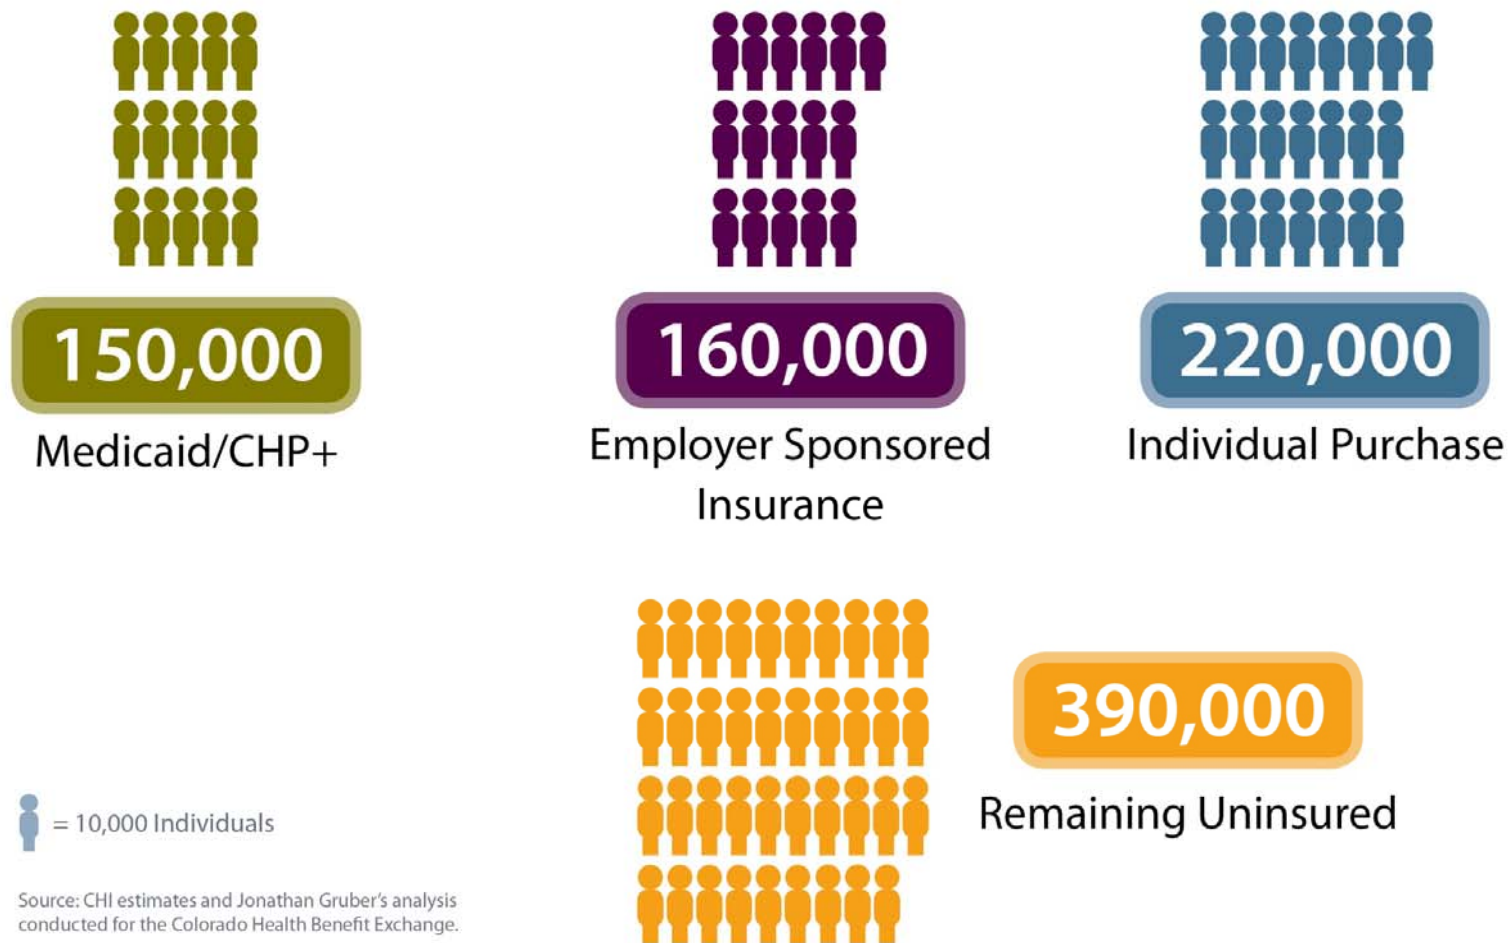 150,000
Medicaid/CHP+
160,000
Employer Sponsored
Insurance
220,000
Individual Purchase
390,000
Remaining Uninsured
= 10,000 Individuals
Source: CHI estimates and Jonathan Gruber's analysis
conducted for the Colorado Health Benefit Exchange.